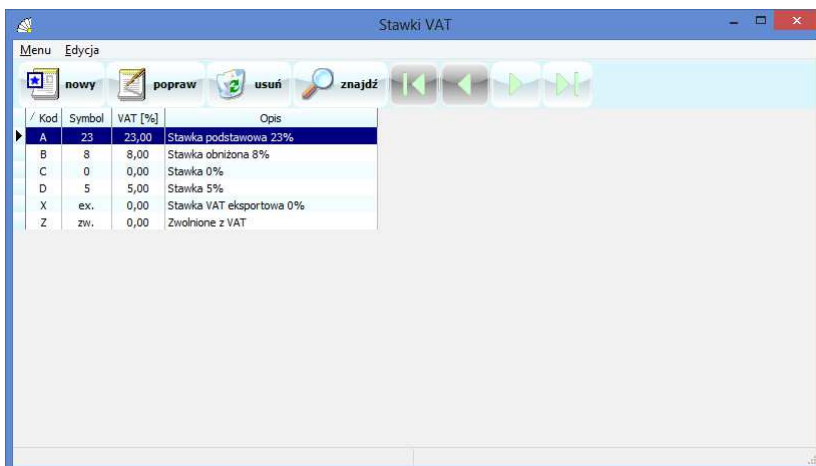 Stawki VAT
Menu Edycja
nowy popraw usuń znajdź
Kod Symbol VAT [%] Opis
A 23 23,00 Stawka podstawowa 23%
B 8 8,00 Stawka obniżona 8%
C 0 0,00 Stawka 0%
D 5 5,00 Stawka 5%
X ex. 0,00 Stawka VAT eksportowa 0%
Z zw. 0,00 Zwolnione z VAT